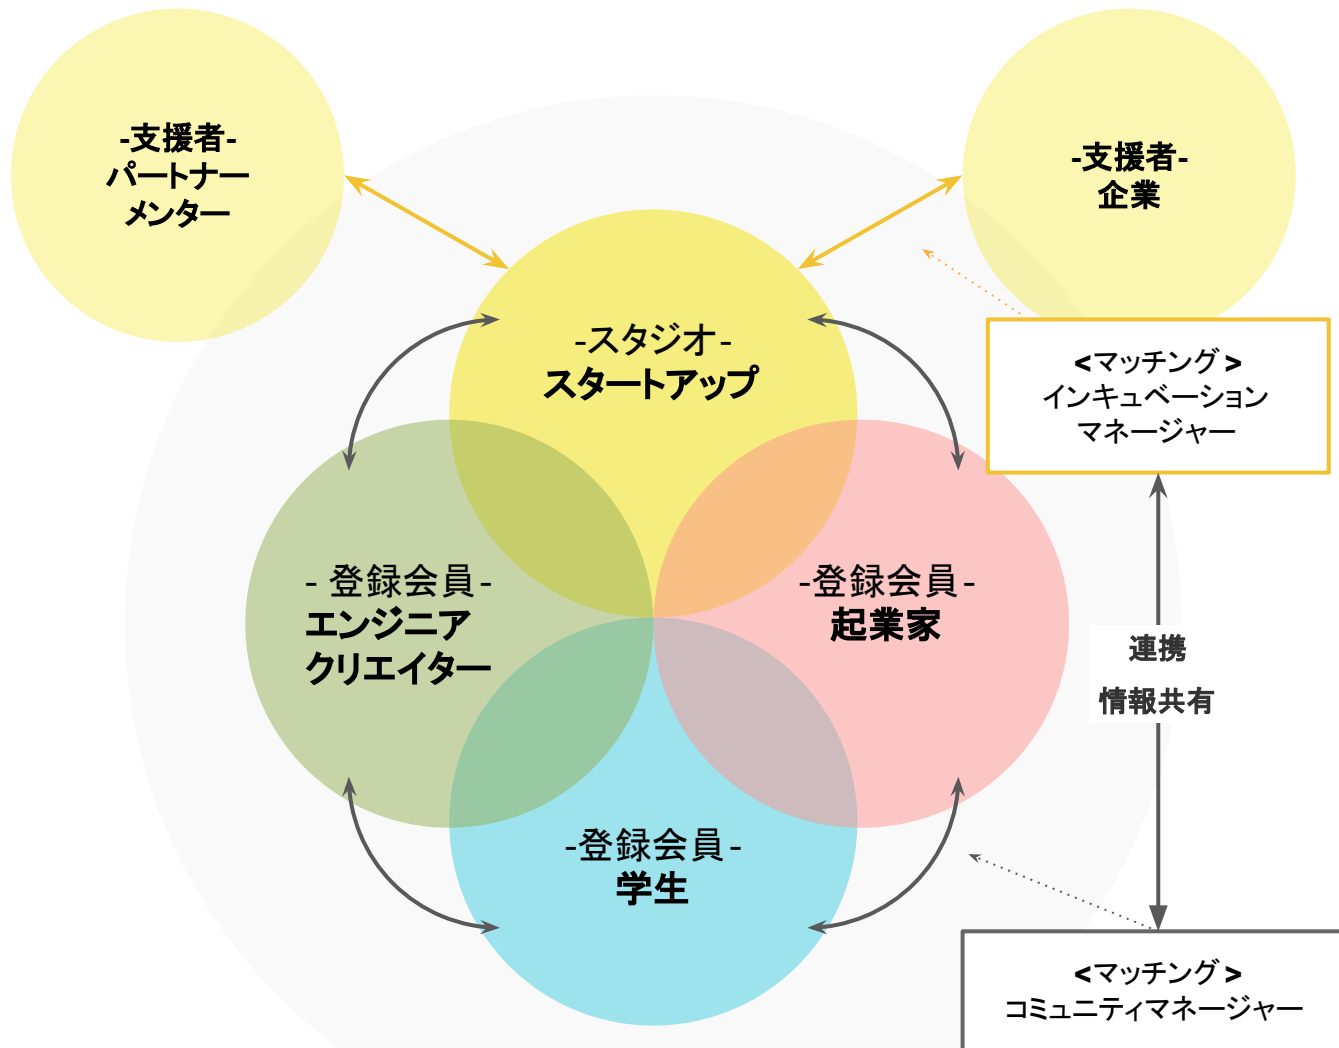 -支援者-
パートナー
メンター
-支援者-
企業
-スタジオ-
スタートアップ
<マッチング>
インキュベーション
マネージャー
- 登録会員-
エンジニア
クリエイター
-登録会員-
起業家
連携
情報共有
-登録会員-
学生
<マッチング>
コミュニティマネージャー